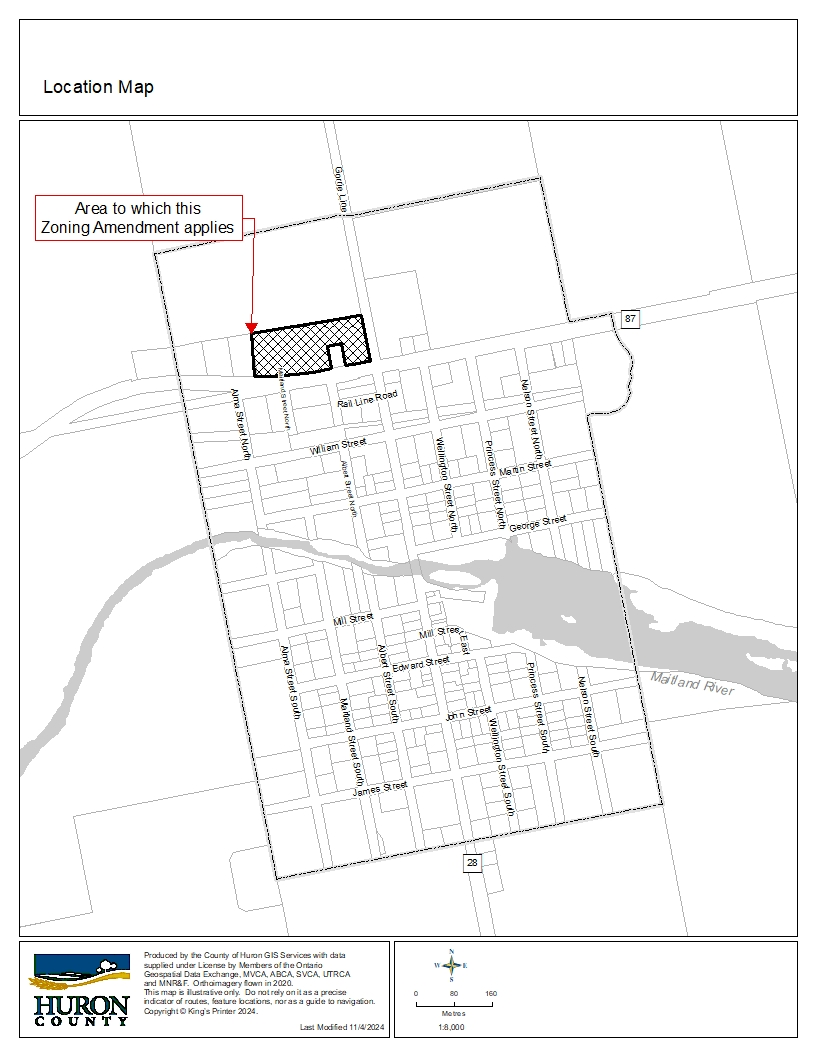 Location Map
Gorrie Line
Area to which this
Zoning Amendment applies
87
Rail Line Road
Maitland Street North
Alma Street North
Nelson Street North
William Street
Wellington Street North
Princess Street North
Martin Street
Albert Street North
George Street
Mill Street
Mill Stree
East
Edward Street
Alma Street South
Albert Street South
Princess Street South
Nelson Street South
Maitland River
Maitland Street South
John Street
Wellington Street South
James Street
28
Produced by the County of Huron GIS Services with data
supplied under License by Members of the Ontario
Geospatial Data Exchange, MVCA, ABCA, SVCA, UTRCA
and MNR&F. Orthoimagery flown in 2020.
This map is illustrative only. Do not rely on it as a precise
indicator of routes, feature locations, nor as a guide to navigation.
Copyright © King's Printer 2024.
Last Modified 11/4/2024
HURON
COUNTY
N
W E
S
0 80 160
Metres
1:8,000